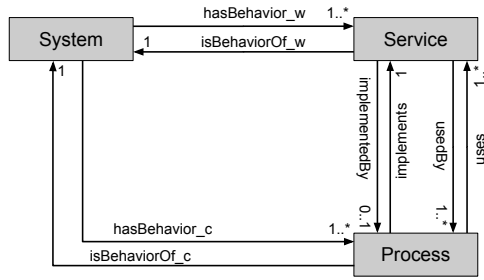 hasBehavior_w 1..*
System Service
1 isBehaviorOf_w
1 1 1..*
implementedBy
implements
usedBy
uses
0..1 1..*
hasBehavior_c 1..*
isBehaviorOf_c
Process